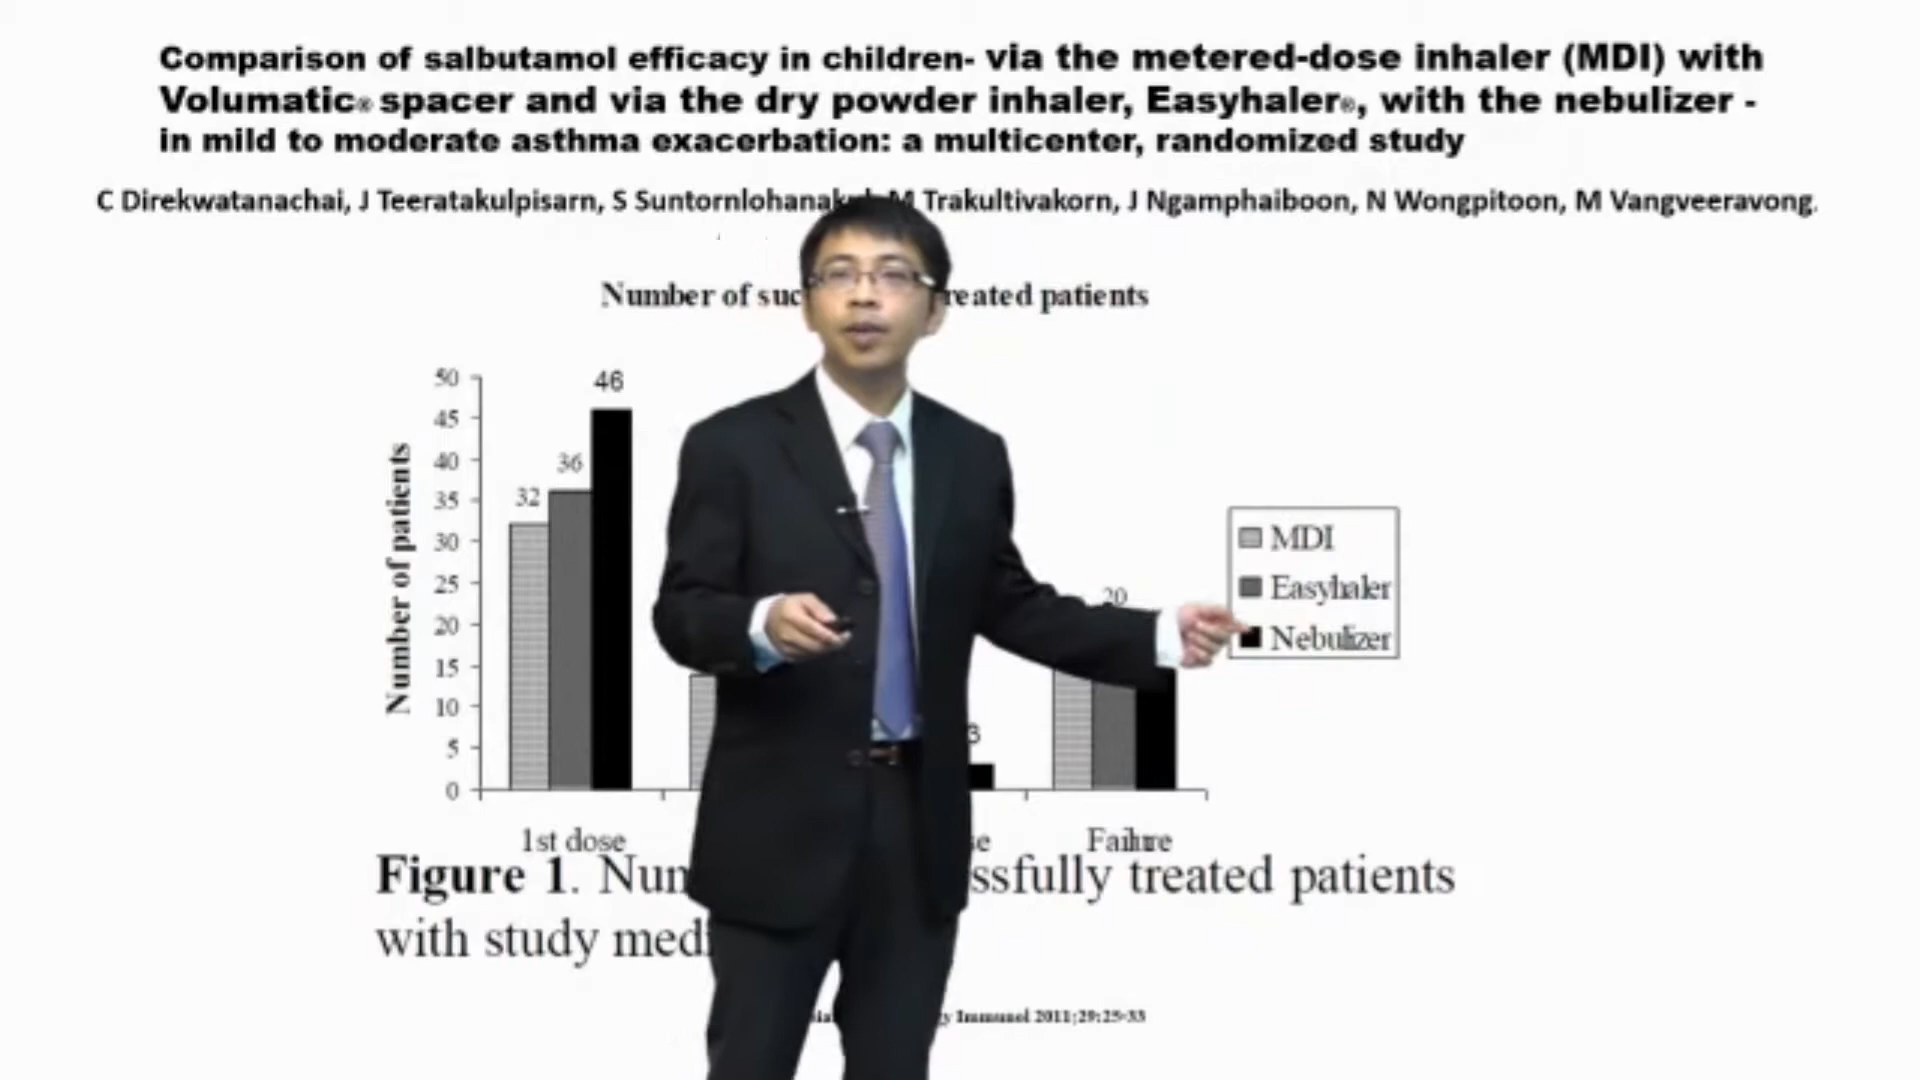 Comparison of salbutamol efficacy in children- via the metered-dose inhaler (MDI) with
Volumatic® spacer and via the dry powder inhaler, Easyhaler®, with the nebulizer -
in mild to moderate asthma exacerbation: a multicenter, randomized study
C Direkwatanachai, J Teeratakulpisarn, S Suntornlohanak M Trakultivakorn, J Ngamphaiboon, N Wongpitoon, M Vangveeravong.
Number of suc reated patients
50
45
40
35
30
25
20
15
10
5
0
Number of patients
32
36
46
3
20
MDI
Easyhaler
Nebulizer
1st dose
se
Failure
Figure 1. Num ssfully treated patients
with study medi
y Immunol 2011;29:25-33